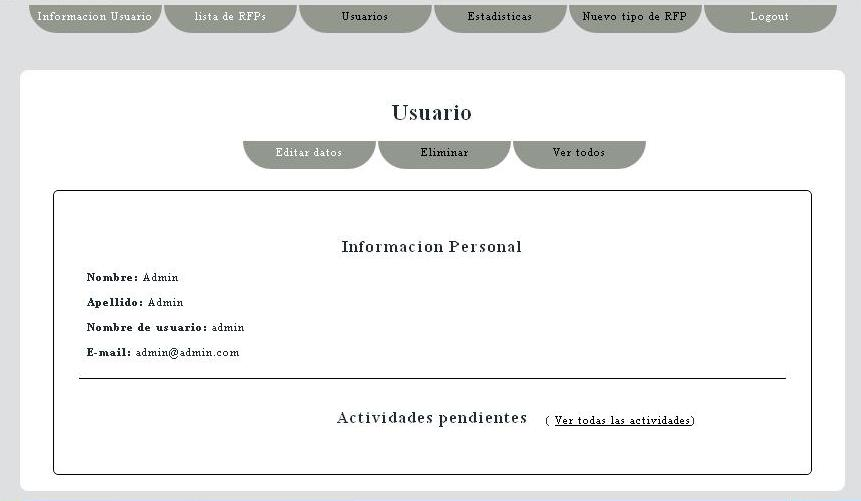 Informacion Usuario lista de RFPs Usuarios Estadisticas Nuevo tipo de RFP Logout
Usuario
Editar datos Eliminar Ver todos
Informacion Personal
Nombre: Admin
Apellido: Admin
Nombre de usuario: admin
E-mail: admin@admin.com
Actividades pendientes ( Ver todas las actividades)